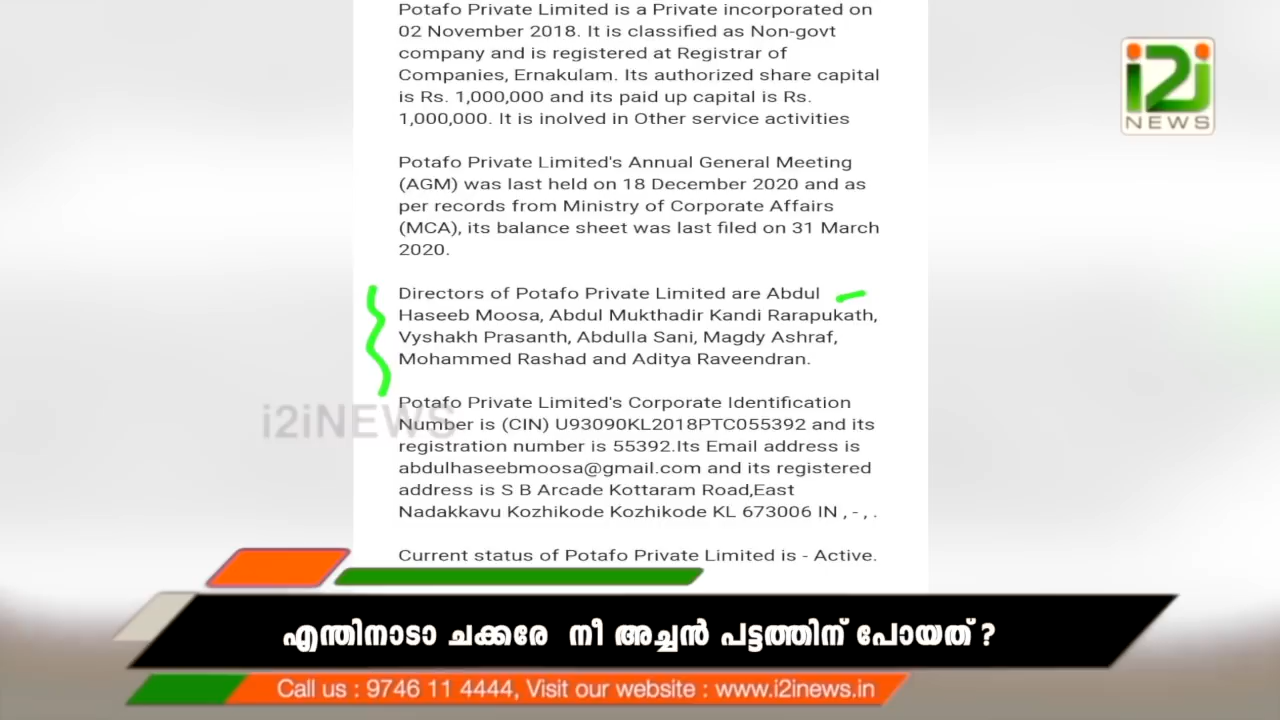 Potafo Private Limited is a Private incorporated on
02 November 2018. It is classified as Non-govt
company and is registered at Registrar of
Companies, Ernakulam. Its authorized share capital
is Rs. 1,000,000 and its paid up capital is Rs.
1,000,000. It is inolved in Other service activities
i2i
NEWS
Potafo Private Limited's Annual General Meeting
(AGM) was last held on 18 December 2020 and as
per records from Ministry of Corporate Affairs
(MCA), its balance sheet was last filed on 31 March
2020.
Directors of Potafo Private Limited are Abdul
Haseeb Moosa, Abdul Mukthadir Kandi Rarapukath,
Vyshakh Prasanth, Abdulla Sani, Magdy Ashraf,
Mohammed Rashad and Aditya Raveendran.
Potafo Private Limited's Corporate Identification
i2iNEWS
Number is (CIN) U93090KL2018PTC055392 and its
registration number is 55392.Its Email address is
abdulhaseebmoosa@gmail.com and its registered
address is S B Arcade Kottaram Road,East
Nadakkavu Kozhikode Kozhikode KL 673006 IN , - , .
Current status of Potafo Private Limited is - Active.
എന്തിനാടാ ചക്കരേ നീ അച്ചൻ പട്ടത്തിന് പോയത് ?
Call us : 9746 11 4444, Visit our website : www.i2inews.in